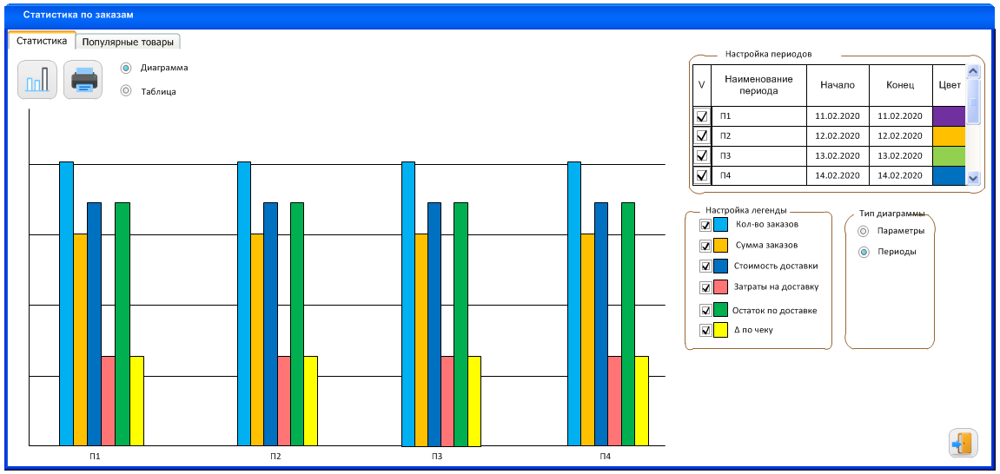 Статистика по заказам
Статистика
Популярные товары
Диаграмма
Таблица
Настройка периодов
V Наименование периода Начало Конец Цвет
П1 11.02.2020 11.02.2020
П2 12.02.2020 12.02.2020
П3 13.02.2020 13.02.2020
П4 14.02.2020 14.02.2020
Настройка легенды
Кол-во заказов
Сумма заказов
Стоимость доставки
Затраты на доставку
Остаток по доставке
Δ по чеку
Тип диаграммы
Параметры
Периоды
П1 П2 П3 П4